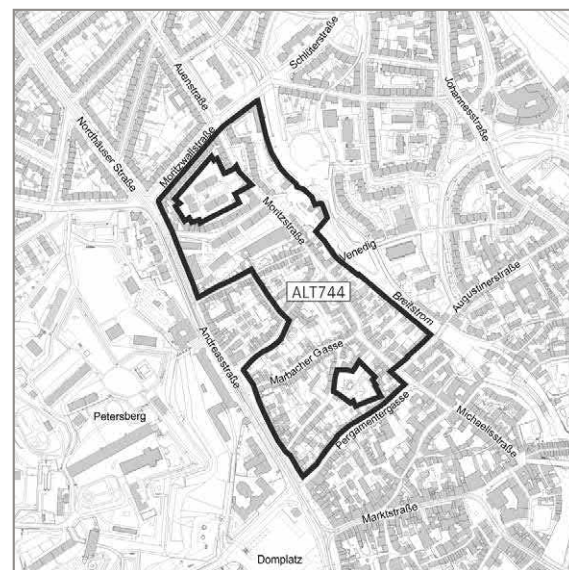 Schlüterstraße
Auenstraße
Johannesstraße
Nordhäuser Straße
Moritzwallstraße
Moritzstraße
Venedig
Augustinerstraße
ALT744
Breitstrom
Andreasstraße
Marbacher Gasse
Petersberg
Pergamentergasse
Michaelisstraße
Marktstraße
Domplatz